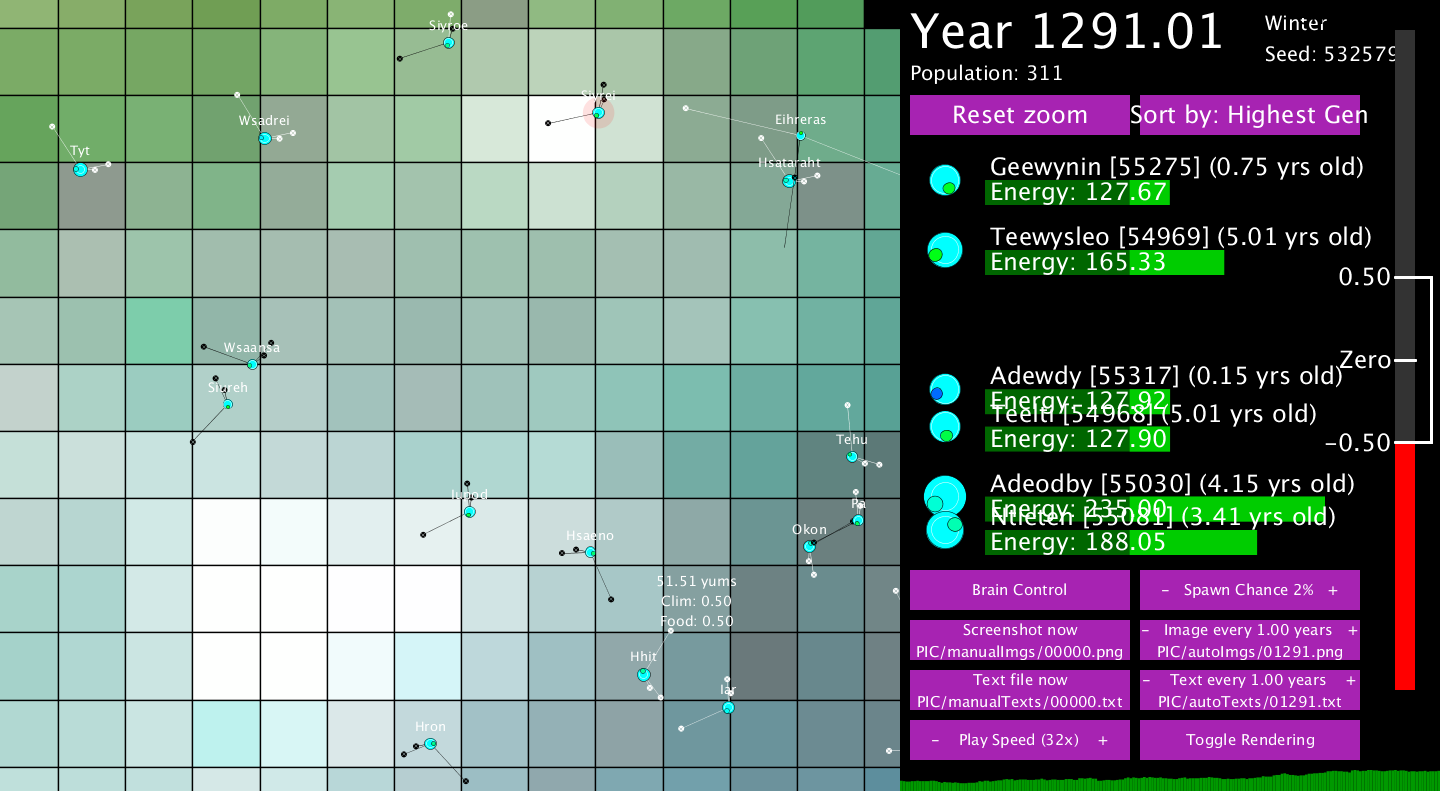 Siyroe
Siyrei
Wsadrei
Eihreras
Tyt
Hsataraht
Wsaansa
Siyreh
Tehu
Iunod
Pa
Okon
Hsaeno
51.51 yums
Clim: 0.50
Food: 0.50
Hhit
Iar
Hron
Year 1291.01
Winter
Seed: 532579
Population: 311
Reset zoom
Sort by: Highest Gen
Geewynin [55275] (0.75 yrs old)
Energy: 127.67
Teewysleo [54969] (5.01 yrs old)
Energy: 165.33
0.50
Zero
-0.50
Adewdy [55317] (0.15 yrs old)
Energy: 127.92
Teelti [54968] (5.01 yrs old)
Energy: 127.90
Adeodby [55030] (4.15 yrs old)
Energy: 235.00
Ntleten [55081] (3.41 yrs old)
Energy: 188.05
Brain Control
- Spawn Chance 2% +
Screenshot now
PIC/manualImgs/00000.png
- Image every 1.00 years +
PIC/autoImgs/01291.png
Text file now
PIC/manualTexts/00000.txt
- Text every 1.00 years +
PIC/autoTexts/01291.txt
- Play Speed (32x) +
Toggle Rendering